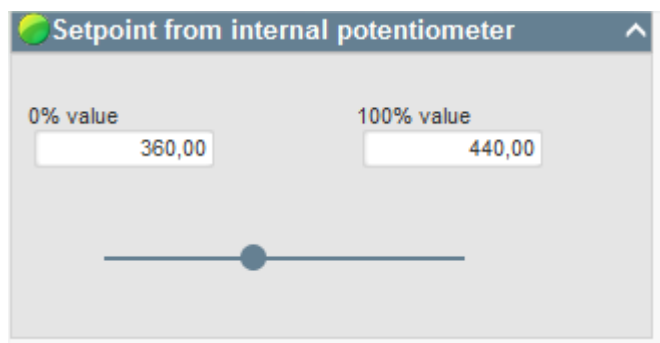 Setpoint from internal potentiometer
0% value 100% value
360,00 440,00